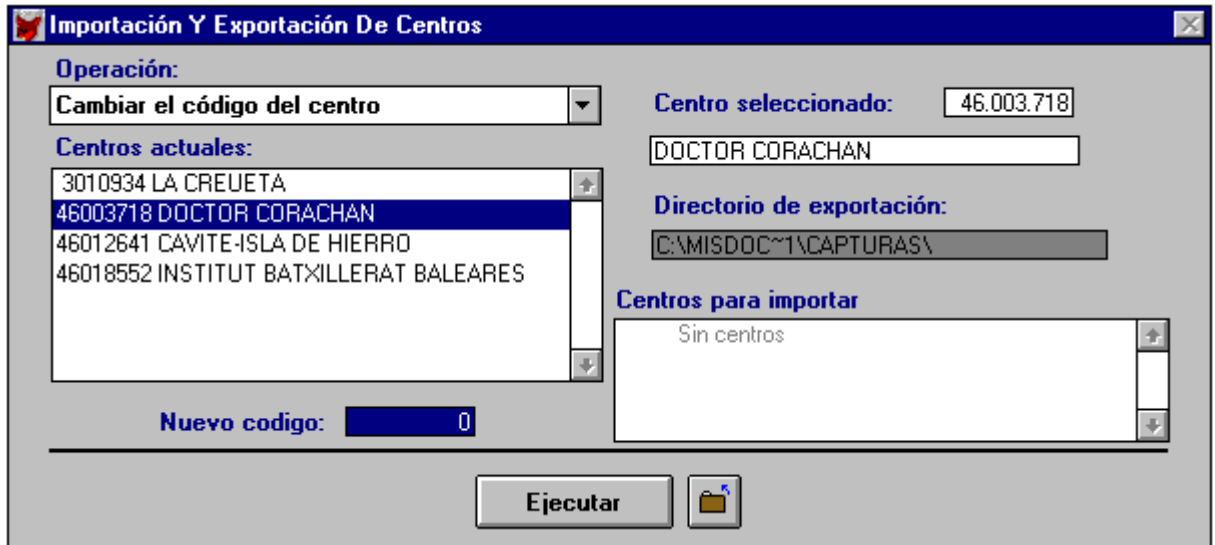 Importación Y Exportación De Centros
Operación:
Cambiar el código del centro
Centros actuales:
3010934 LA CREUETA
46003718 DOCTOR CORACHAN
46012641 CAVITE-ISLA DE HIERRO
46018552 INSTITUT BATXILLERAT BALEARES
Nuevo codigo: 0
Centro seleccionado: 46.003.718
DOCTOR CORACHAN
Directorio de exportación:
C:\MISDOC~1\CAPTURAS\
Centros para importar
Sin centros
Ejecutar